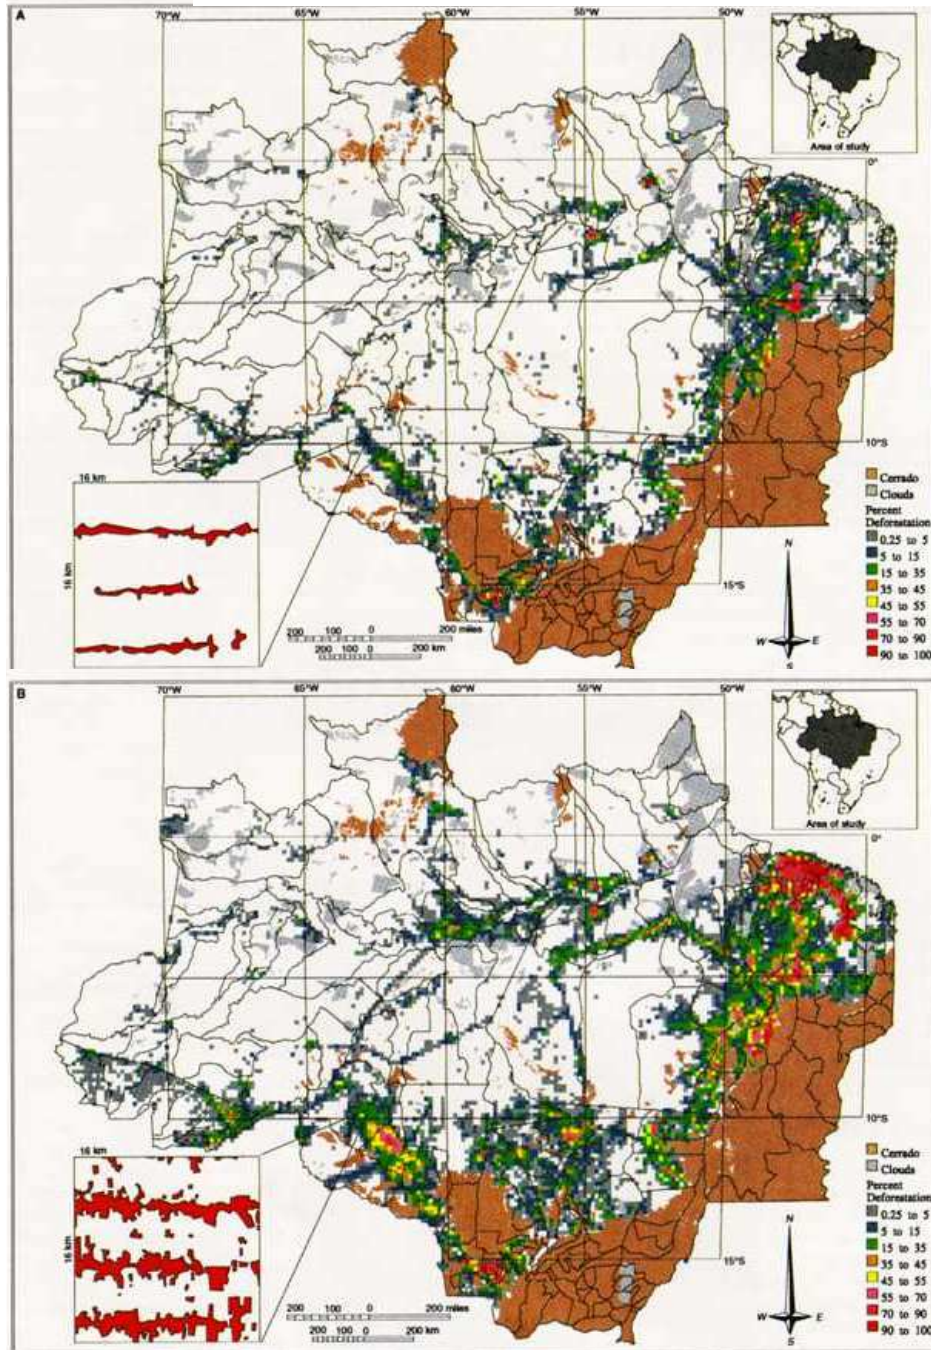 A
70°W
65°W
60°W
55°W
50°W
Area of study
0°
10°S
15°S
16 km
16 km
Cerrado
Clouds
Percent
Deforestation
0.25 to 5
5 to 15
15 to 35
35 to 45
45 to 55
55 to 70
70 to 90
90 to 100
N
W E
S
200 100 0 200 miles
200 100 0 200 km
B
70°W
65°W
60°W
55°W
50°W
Area of study
0°
10°S
15°S
16 km
16 km
Cerrado
Clouds
Percent
Deforestation
0.25 to 5
5 to 15
15 to 35
35 to 45
45 to 55
55 to 70
70 to 90
90 to 100
N
W E
S
200 100 0 200 miles
200 100 0 200 km